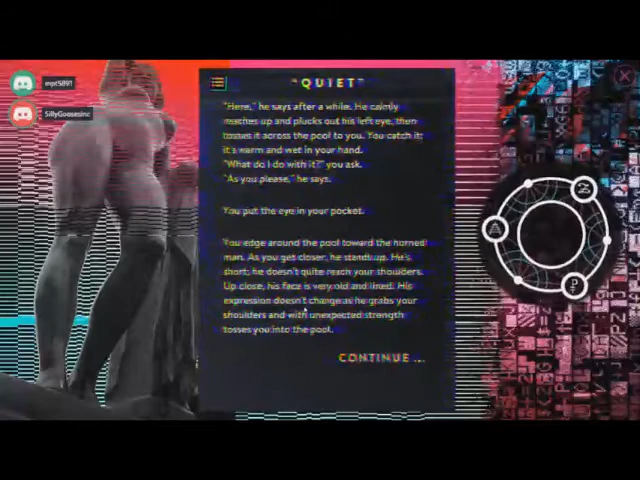 mpt5891
SillyGooseinc
"QUIET"
"Here," he says after a while. He calmly
reaches up and plucks out his left eye, then
tosses it across the pool to you. You catch it;
it's warm and wet in your hand.
"What do I do with it?" you ask.
"As you please," he says.
You put the eye in your pocket.
You edge around the pool toward the horned
man. As you get closer, he stands up. He's
short; he doesn't quite reach your shoulders.
Up close, his face is very old and lined. His
expression doesn't change as he grabs your
shoulders and with unexpected strength
tosses you into the pool.
CONTINUE ...